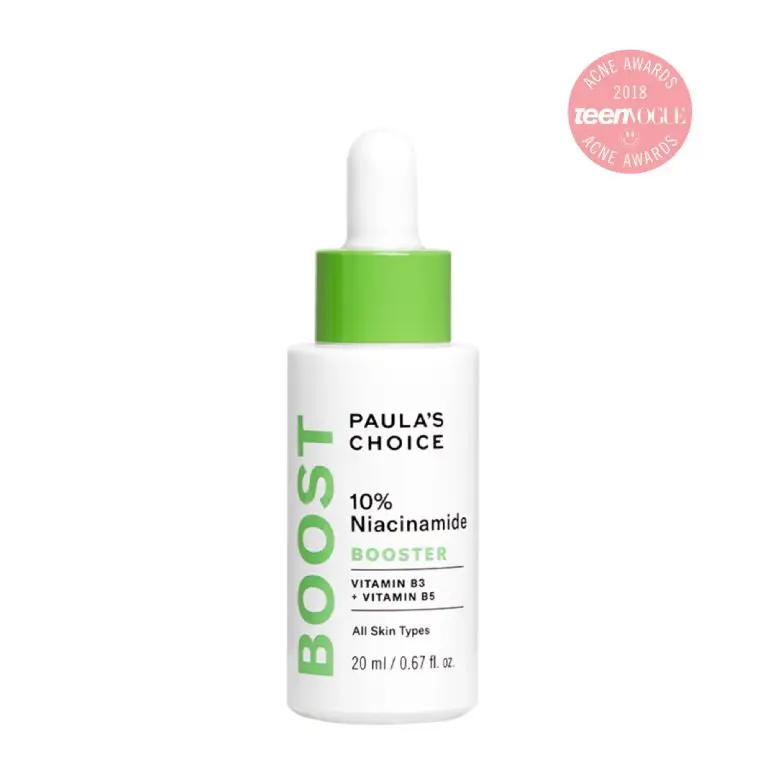 ACNE AWARDS
2018
teenVOGUE
ACNE AWARDS
BOOST
PAULA'S
CHOICE
10%
Niacinamide
BOOSTER
VITAMIN B3
+ VITAMIN B5
All Skin Types
20 ml / 0.67 fl. oz.